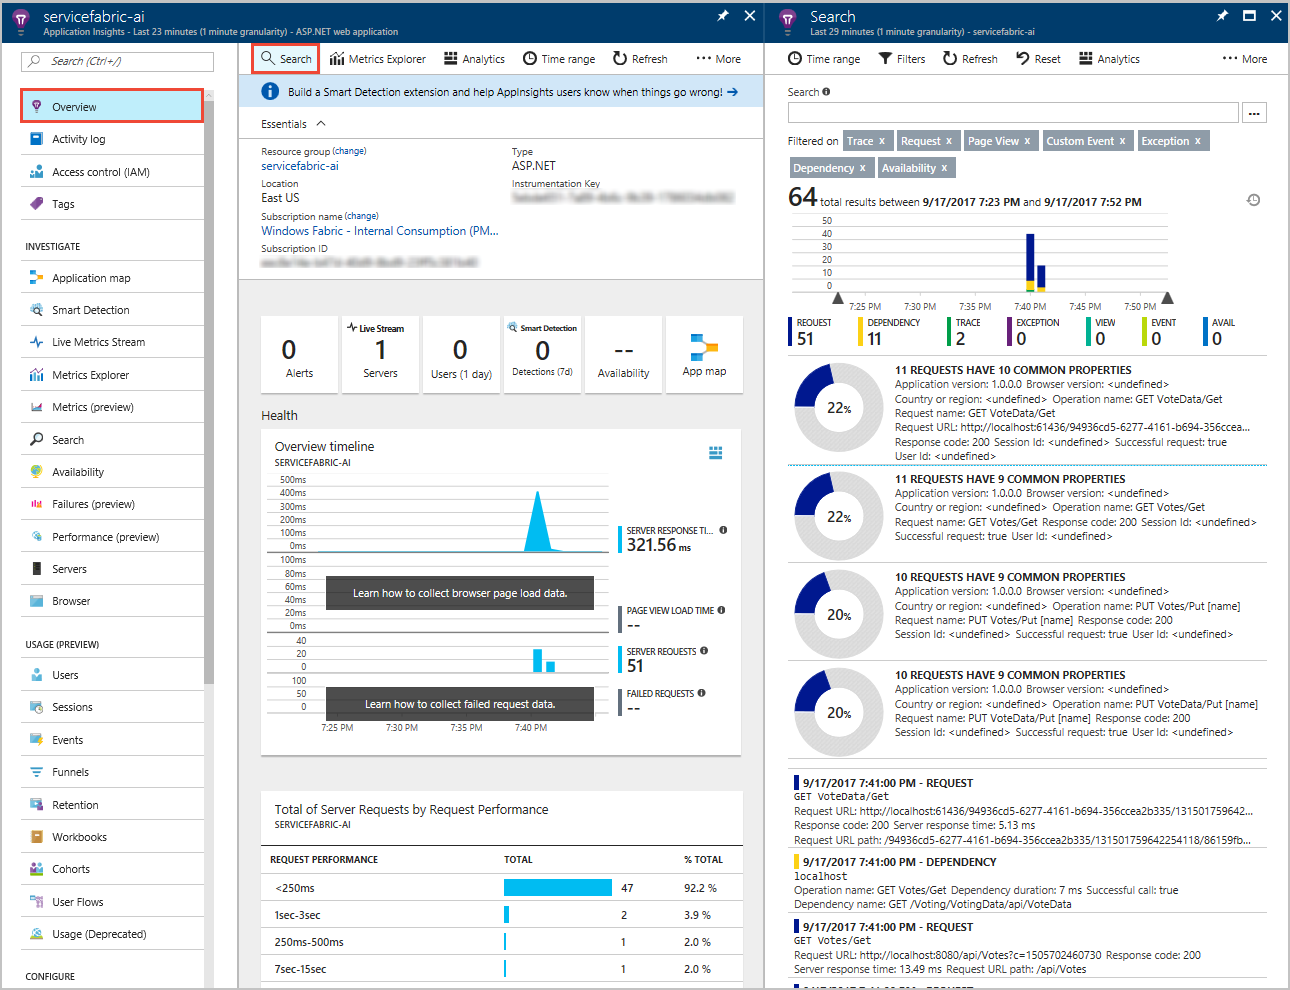 servicefabric-ai
Application Insights - Last 23 minutes (1 minute granularity) - ASP.NET web application
Search (Ctrl+/)
Overview
Activity log
Access control (IAM)
Tags
INVESTIGATE
Application map
Smart Detection
Live Metrics Stream
Metrics Explorer
Metrics (preview)
Search
Availability
Failures (preview)
Performance (preview)
Servers
Browser
USAGE (PREVIEW)
Users
Sessions
Events
Funnels
Retention
Workbooks
Cohorts
User Flows
Usage (Deprecated)
CONFIGURE
Search Metrics Explorer Analytics Time range Refresh ··· More
Build a Smart Detection extension and help AppInsights users know when things go wrong! →
Essentials
Resource group (change)
servicefabric-ai
Location
East US
Subscription name (change)
Windows Fabric - Internal Consumption (PM...
Subscription ID
Type
ASP.NET
Instrumentation Key
0
Alerts
Live Stream
1
Servers
0
Users (1 day)
Smart Detection
0
Detections (7d)
--
Availability
App map
Health
Overview timeline
SERVICEFABRIC-AI
500ms
400ms
300ms
200ms
100ms
0ms
SERVER RESPONSE TI...
321.56 ms
100ms
80ms
60ms
40ms
20ms
0ms
Learn how to collect browser page load data.
PAGE VIEW LOAD TIME
--
40
20
0
SERVER REQUESTS
51
100
50
0
Learn how to collect failed request data.
FAILED REQUESTS
--
7:25 PM 7:30 PM 7:35 PM 7:40 PM
Total of Server Requests by Request Performance
SERVICEFABRIC-AI
REQUEST PERFORMANCE TOTAL % TOTAL
<250ms 47 92.2 %
1sec-3sec 2 3.9 %
250ms-500ms 1 2.0 %
7sec-15sec 1 2.0 %
Search
Last 29 minutes (1 minute granularity) - servicefabric-ai
Time range Filters Refresh Reset Analytics ··· More
Search
...
Filtered on Trace x Request x Page View x Custom Event x Exception x
Dependency x Availability x
64 total results between 9/17/2017 7:23 PM and 9/17/2017 7:52 PM
50
40
30
20
10
0
7:25 PM 7:30 PM 7:35 PM 7:40 PM 7:45 PM 7:50 PM
REQUEST DEPENDENCY TRACE EXCEPTION VIEW EVENT AVAIL
51 11 2 0 0 0 0
22%
11 REQUESTS HAVE 10 COMMON PROPERTIES
Application version: 1.0.0.0 Browser version: <undefined>
Country or region: <undefined> Operation name: GET VoteData/Get
Request name: GET VoteData/Get
Request URL: http://localhost:61436/94936cd5-6277-4161-b694-356ccea...
Response code: 200 Session Id: <undefined> Successful request: true
User Id: <undefined>
22%
11 REQUESTS HAVE 9 COMMON PROPERTIES
Application version: 1.0.0.0 Browser version: <undefined>
Country or region: <undefined> Operation name: GET Votes/Get
Request name: GET Votes/Get Response code: 200 Session Id: <undefined>
Successful request: true User Id: <undefined>
20%
10 REQUESTS HAVE 9 COMMON PROPERTIES
Application version: 1.0.0.0 Browser version: <undefined>
Country or region: <undefined> Operation name: PUT Votes/Put [name]
Request name: PUT Votes/Put [name] Response code: 200
Session Id: <undefined> Successful request: true User Id: <undefined>
20%
10 REQUESTS HAVE 9 COMMON PROPERTIES
Application version: 1.0.0.0 Browser version: <undefined>
Country or region: <undefined> Operation name: PUT VoteData/Put [name]
Request name: PUT VoteData/Put [name] Response code: 200
Session Id: <undefined> Successful request: true User Id: <undefined>
9/17/2017 7:41:00 PM - REQUEST
GET VoteData/Get
Request URL: http://localhost:61436/94936cd5-6277-4161-b694-356ccea2b335/131501759642...
Response code: 200 Server response time: 5.13 ms
Request URL path: /94936cd5-6277-4161-b694-356ccea2b335/131501759642254118/86159fb...
9/17/2017 7:41:00 PM - DEPENDENCY
localhost
Operation name: GET Votes/Get Dependency duration: 7 ms Successful call: true
Dependency name: GET /Voting/VotingData/api/VoteData
9/17/2017 7:41:00 PM - REQUEST
GET Votes/Get
Request URL: http://localhost:8080/api/Votes?c=1505702460730 Response code: 200
Server response time: 13.49 ms Request URL path: /api/Votes